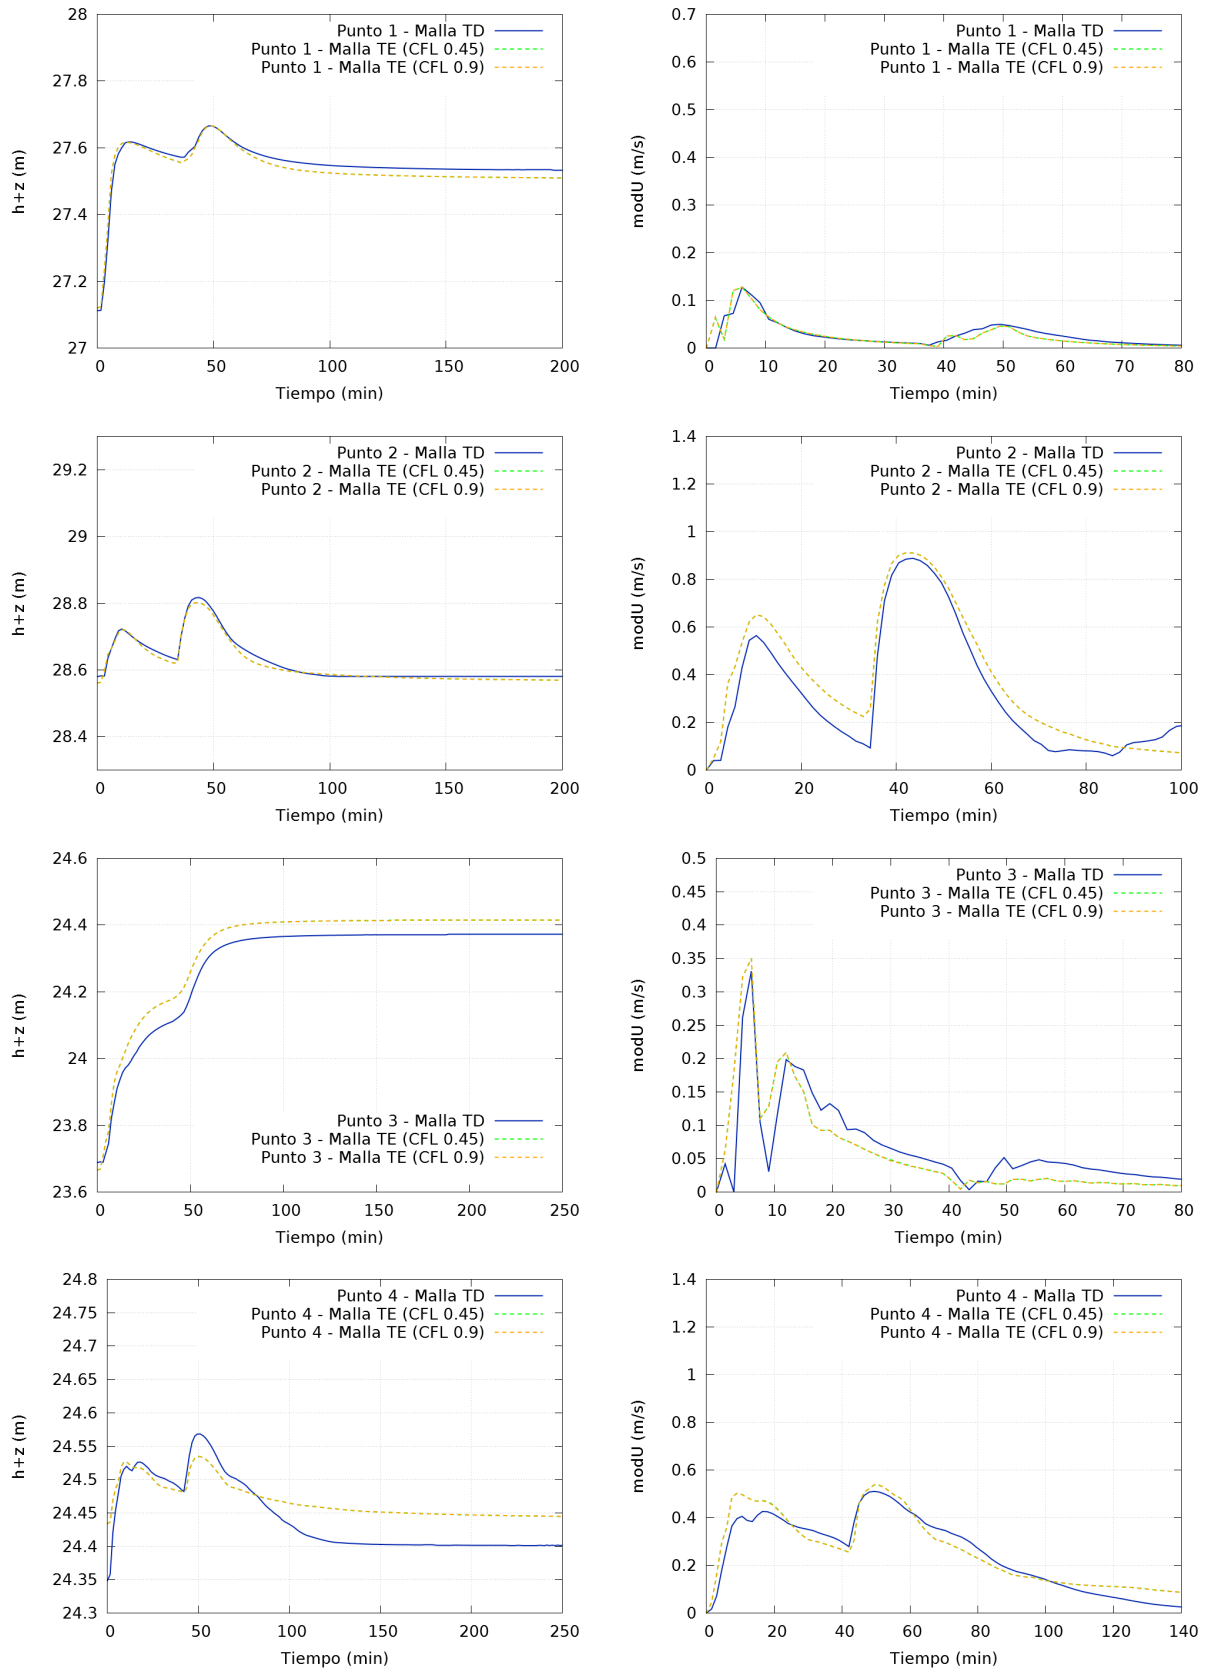 28
27.8
27.6
27.4
27.2
27
0
50
100
150
200
h+z (m)
Tiempo (min)
Punto 1 - Malla TD
Punto 1 - Malla TE (CFL 0.45)
Punto 1 - Malla TE (CFL 0.9)
0.7
0.6
0.5
0.4
0.3
0.2
0.1
0
0
10
20
30
40
50
60
70
80
modU (m/s)
Tiempo (min)
Punto 1 - Malla TD
Punto 1 - Malla TE (CFL 0.45)
Punto 1 - Malla TE (CFL 0.9)
29.2
29
28.8
28.6
28.4
0
50
100
150
200
h+z (m)
Tiempo (min)
Punto 2 - Malla TD
Punto 2 - Malla TE (CFL 0.45)
Punto 2 - Malla TE (CFL 0.9)
1.4
1.2
1
0.8
0.6
0.4
0.2
0
0
20
40
60
80
100
modU (m/s)
Tiempo (min)
Punto 2 - Malla TD
Punto 2 - Malla TE (CFL 0.45)
Punto 2 - Malla TE (CFL 0.9)
24.6
24.4
24.2
24
23.8
23.6
0
50
100
150
200
250
h+z (m)
Tiempo (min)
Punto 3 - Malla TD
Punto 3 - Malla TE (CFL 0.45)
Punto 3 - Malla TE (CFL 0.9)
0.5
0.45
0.4
0.35
0.3
0.25
0.2
0.15
0.1
0.05
0
0
10
20
30
40
50
60
70
80
modU (m/s)
Tiempo (min)
Punto 3 - Malla TD
Punto 3 - Malla TE (CFL 0.45)
Punto 3 - Malla TE (CFL 0.9)
24.8
24.75
24.7
24.65
24.6
24.55
24.5
24.45
24.4
24.35
24.3
0
50
100
150
200
250
h+z (m)
Tiempo (min)
Punto 4 - Malla TD
Punto 4 - Malla TE (CFL 0.45)
Punto 4 - Malla TE (CFL 0.9)
1.4
1.2
1
0.8
0.6
0.4
0.2
0
0
20
40
60
80
100
120
140
modU (m/s)
Tiempo (min)
Punto 4 - Malla TD
Punto 4 - Malla TE (CFL 0.45)
Punto 4 - Malla TE (CFL 0.9)